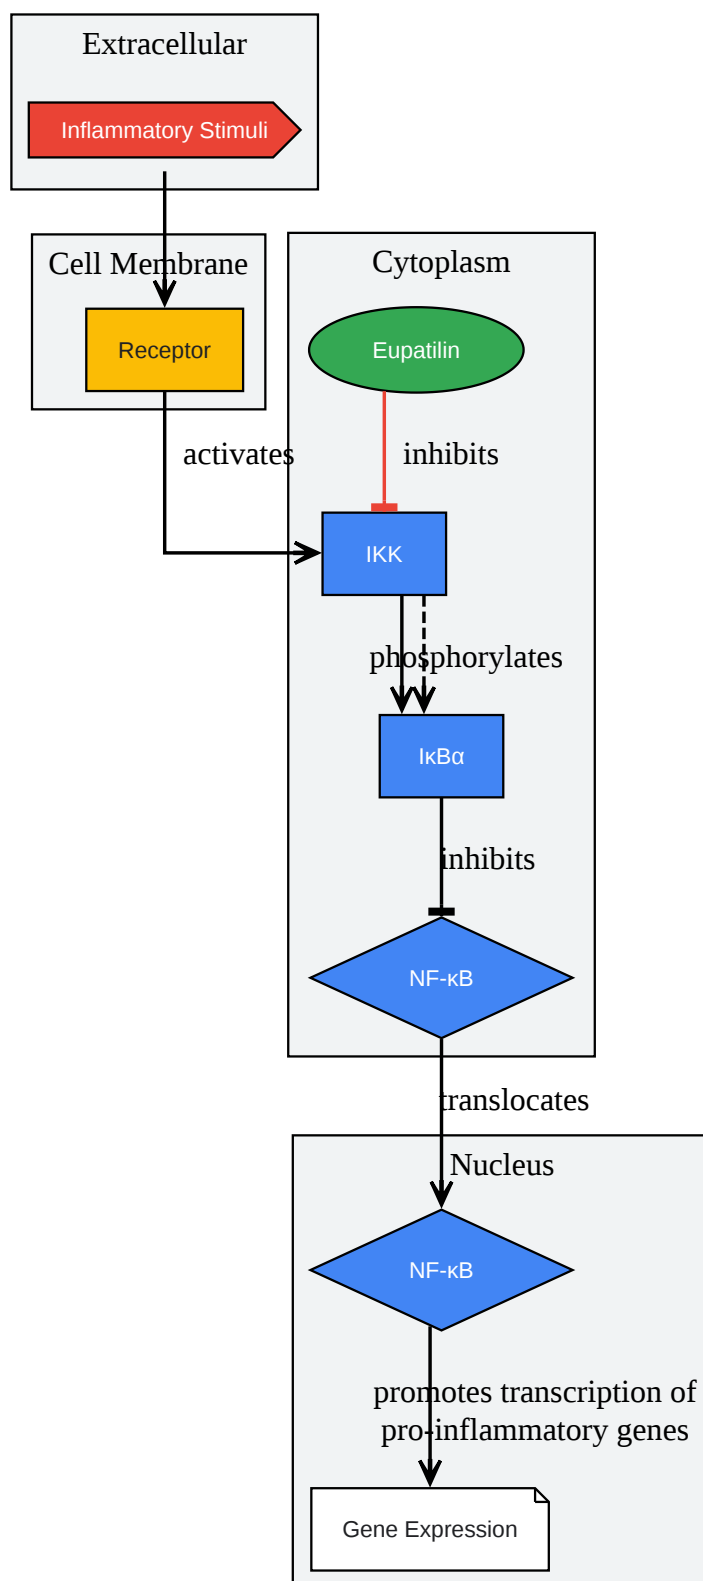 Extracellular
Inflammatory Stimuli
Cell Membrane
Receptor
activates
Cytoplasm
Eupatilin
inhibits
IKK
phosphorylates
IκBα
inhibits
NF-κB
translocates
Nucleus
NF-κB
promotes transcription of
pro-inflammatory genes
Gene Expression